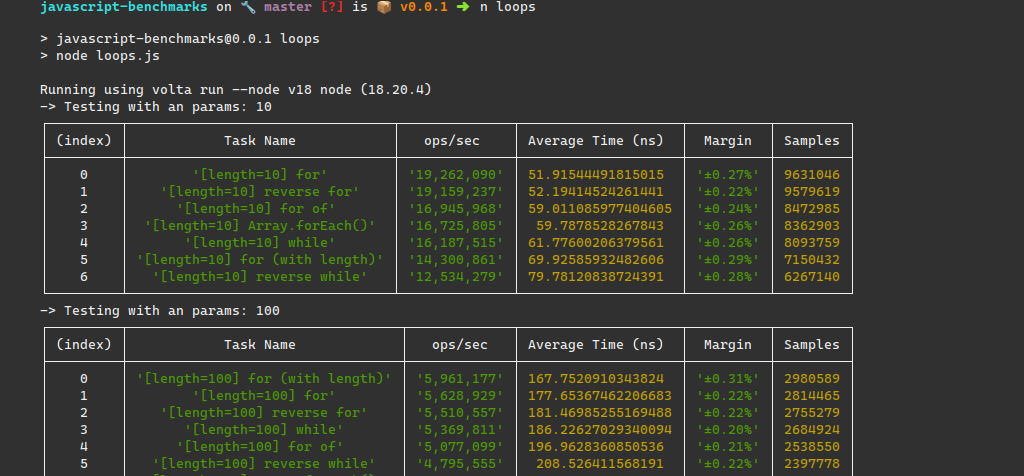 javascript-benchmarks on 🔧 master [?] is 📦 v0.0.1 ➜ n loops
> javascript-benchmarks@0.0.1 loops
> node loops.js
Running using volta run --node v18 node (18.20.4)
-> Testing with an params: 10
(index) Task Name ops/sec Average Time (ns) Margin Samples
0 '[length=10] for' '19,262,090' 51.91544491815015 '±0.27%' 9631046
1 '[length=10] reverse for' '19,159,237' 52.19414524261441 '±0.22%' 9579619
2 '[length=10] for of' '16,945,968' 59.011085977404605 '±0.24%' 8472985
3 '[length=10] Array.forEach()' '16,725,805' 59.7878528267843 '±0.26%' 8362903
4 '[length=10] while' '16,187,515' 61.77600206379561 '±0.26%' 8093759
5 '[length=10] for (with length)' '14,300,861' 69.92585932482606 '±0.29%' 7150432
6 '[length=10] reverse while' '12,534,279' 79.78120838724391 '±0.28%' 6267140
-> Testing with an params: 100
(index) Task Name ops/sec Average Time (ns) Margin Samples
0 '[length=100] for (with length)' '5,961,177' 167.7520910343824 '±0.31%' 2980589
1 '[length=100] for' '5,628,929' 177.65367462206683 '±0.22%' 2814465
2 '[length=100] reverse for' '5,510,557' 181.46985255169488 '±0.22%' 2755279
3 '[length=100] while' '5,369,811' 186.22627029340094 '±0.20%' 2684924
4 '[length=100] for of' '5,077,099' 196.9628360850536 '±0.21%' 2538550
5 '[length=100] reverse while' '4,795,555' 208.526411568191 '±0.22%' 2397778